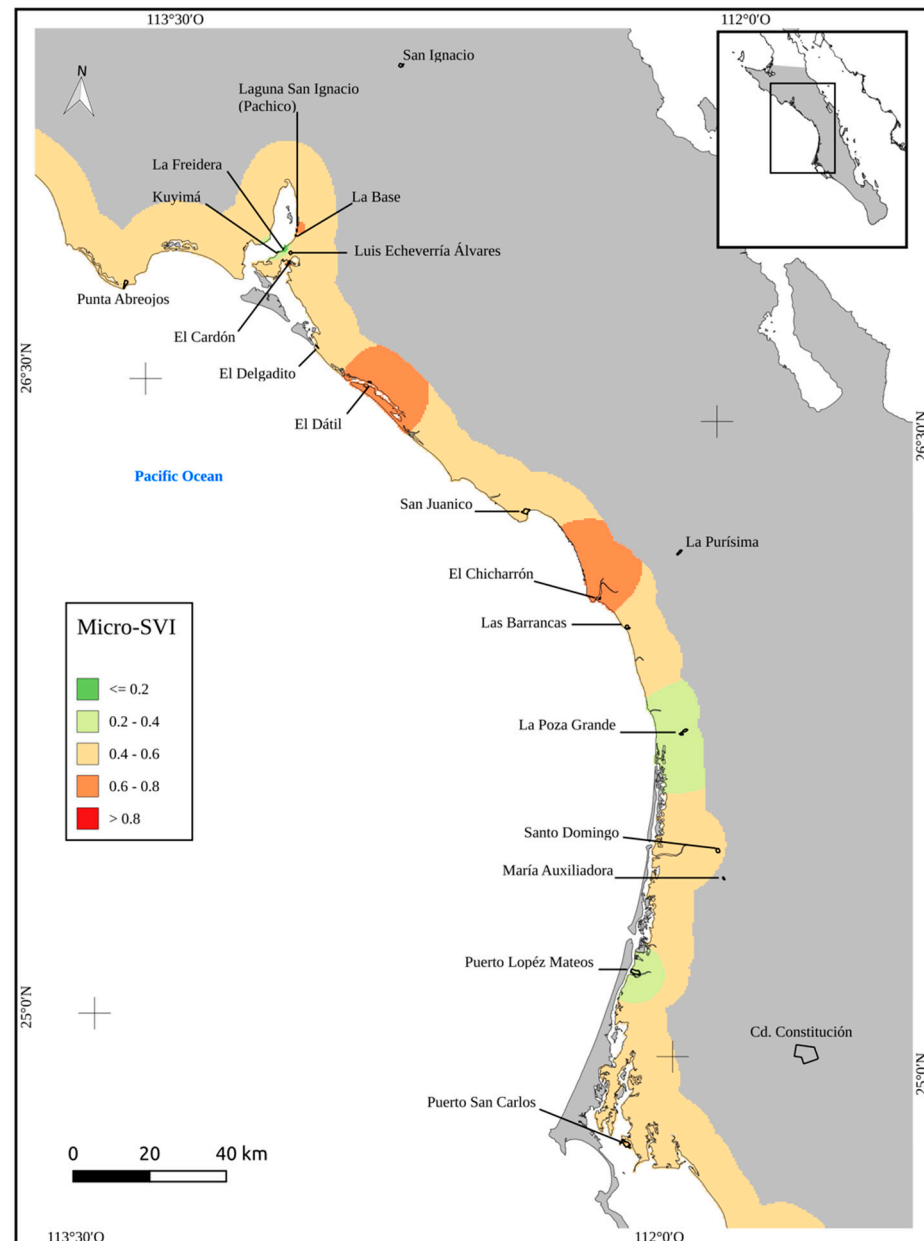 113°30'O
112°0'O
N
San Ignacio
Laguna San Ignacio
(Pachico)
La Freidera
Kuyimá
La Base
Luis Echeverría Álvares
Punta Abreojos
El Cardón
El Delgadito
26°30'N
26°30'N
El Dátil
Pacific Ocean
San Juanico
La Purísima
El Chicharrón
Las Barrancas
Micro-SVI
<= 0.2
0.2 - 0.4
0.4 - 0.6
0.6 - 0.8
> 0.8
La Poza Grande
Santo Domingo
María Auxiliadora
Puerto Lopéz Mateos
25°0'N
Cd. Constitución
25°0'N
Puerto San Carlos
0 20 40 km
113°30'O
112°0'O